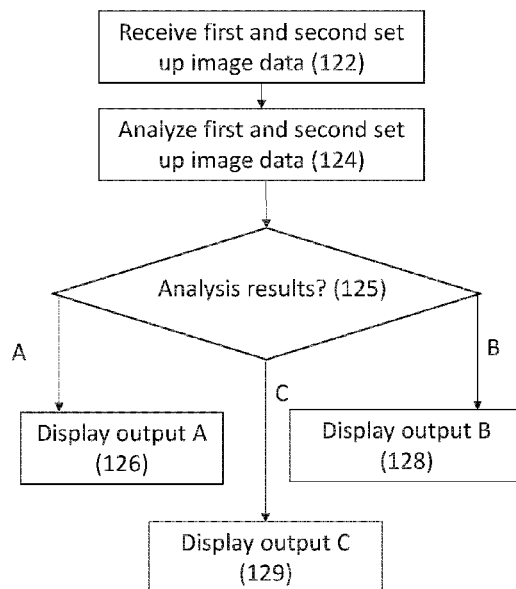 Receive first and second set
up image data (122)
Analyze first and second set
up image data (124)
Analysis results? (125)
A
B
C
Display output A
(126)
Display output B
(128)
Display output C
(129)